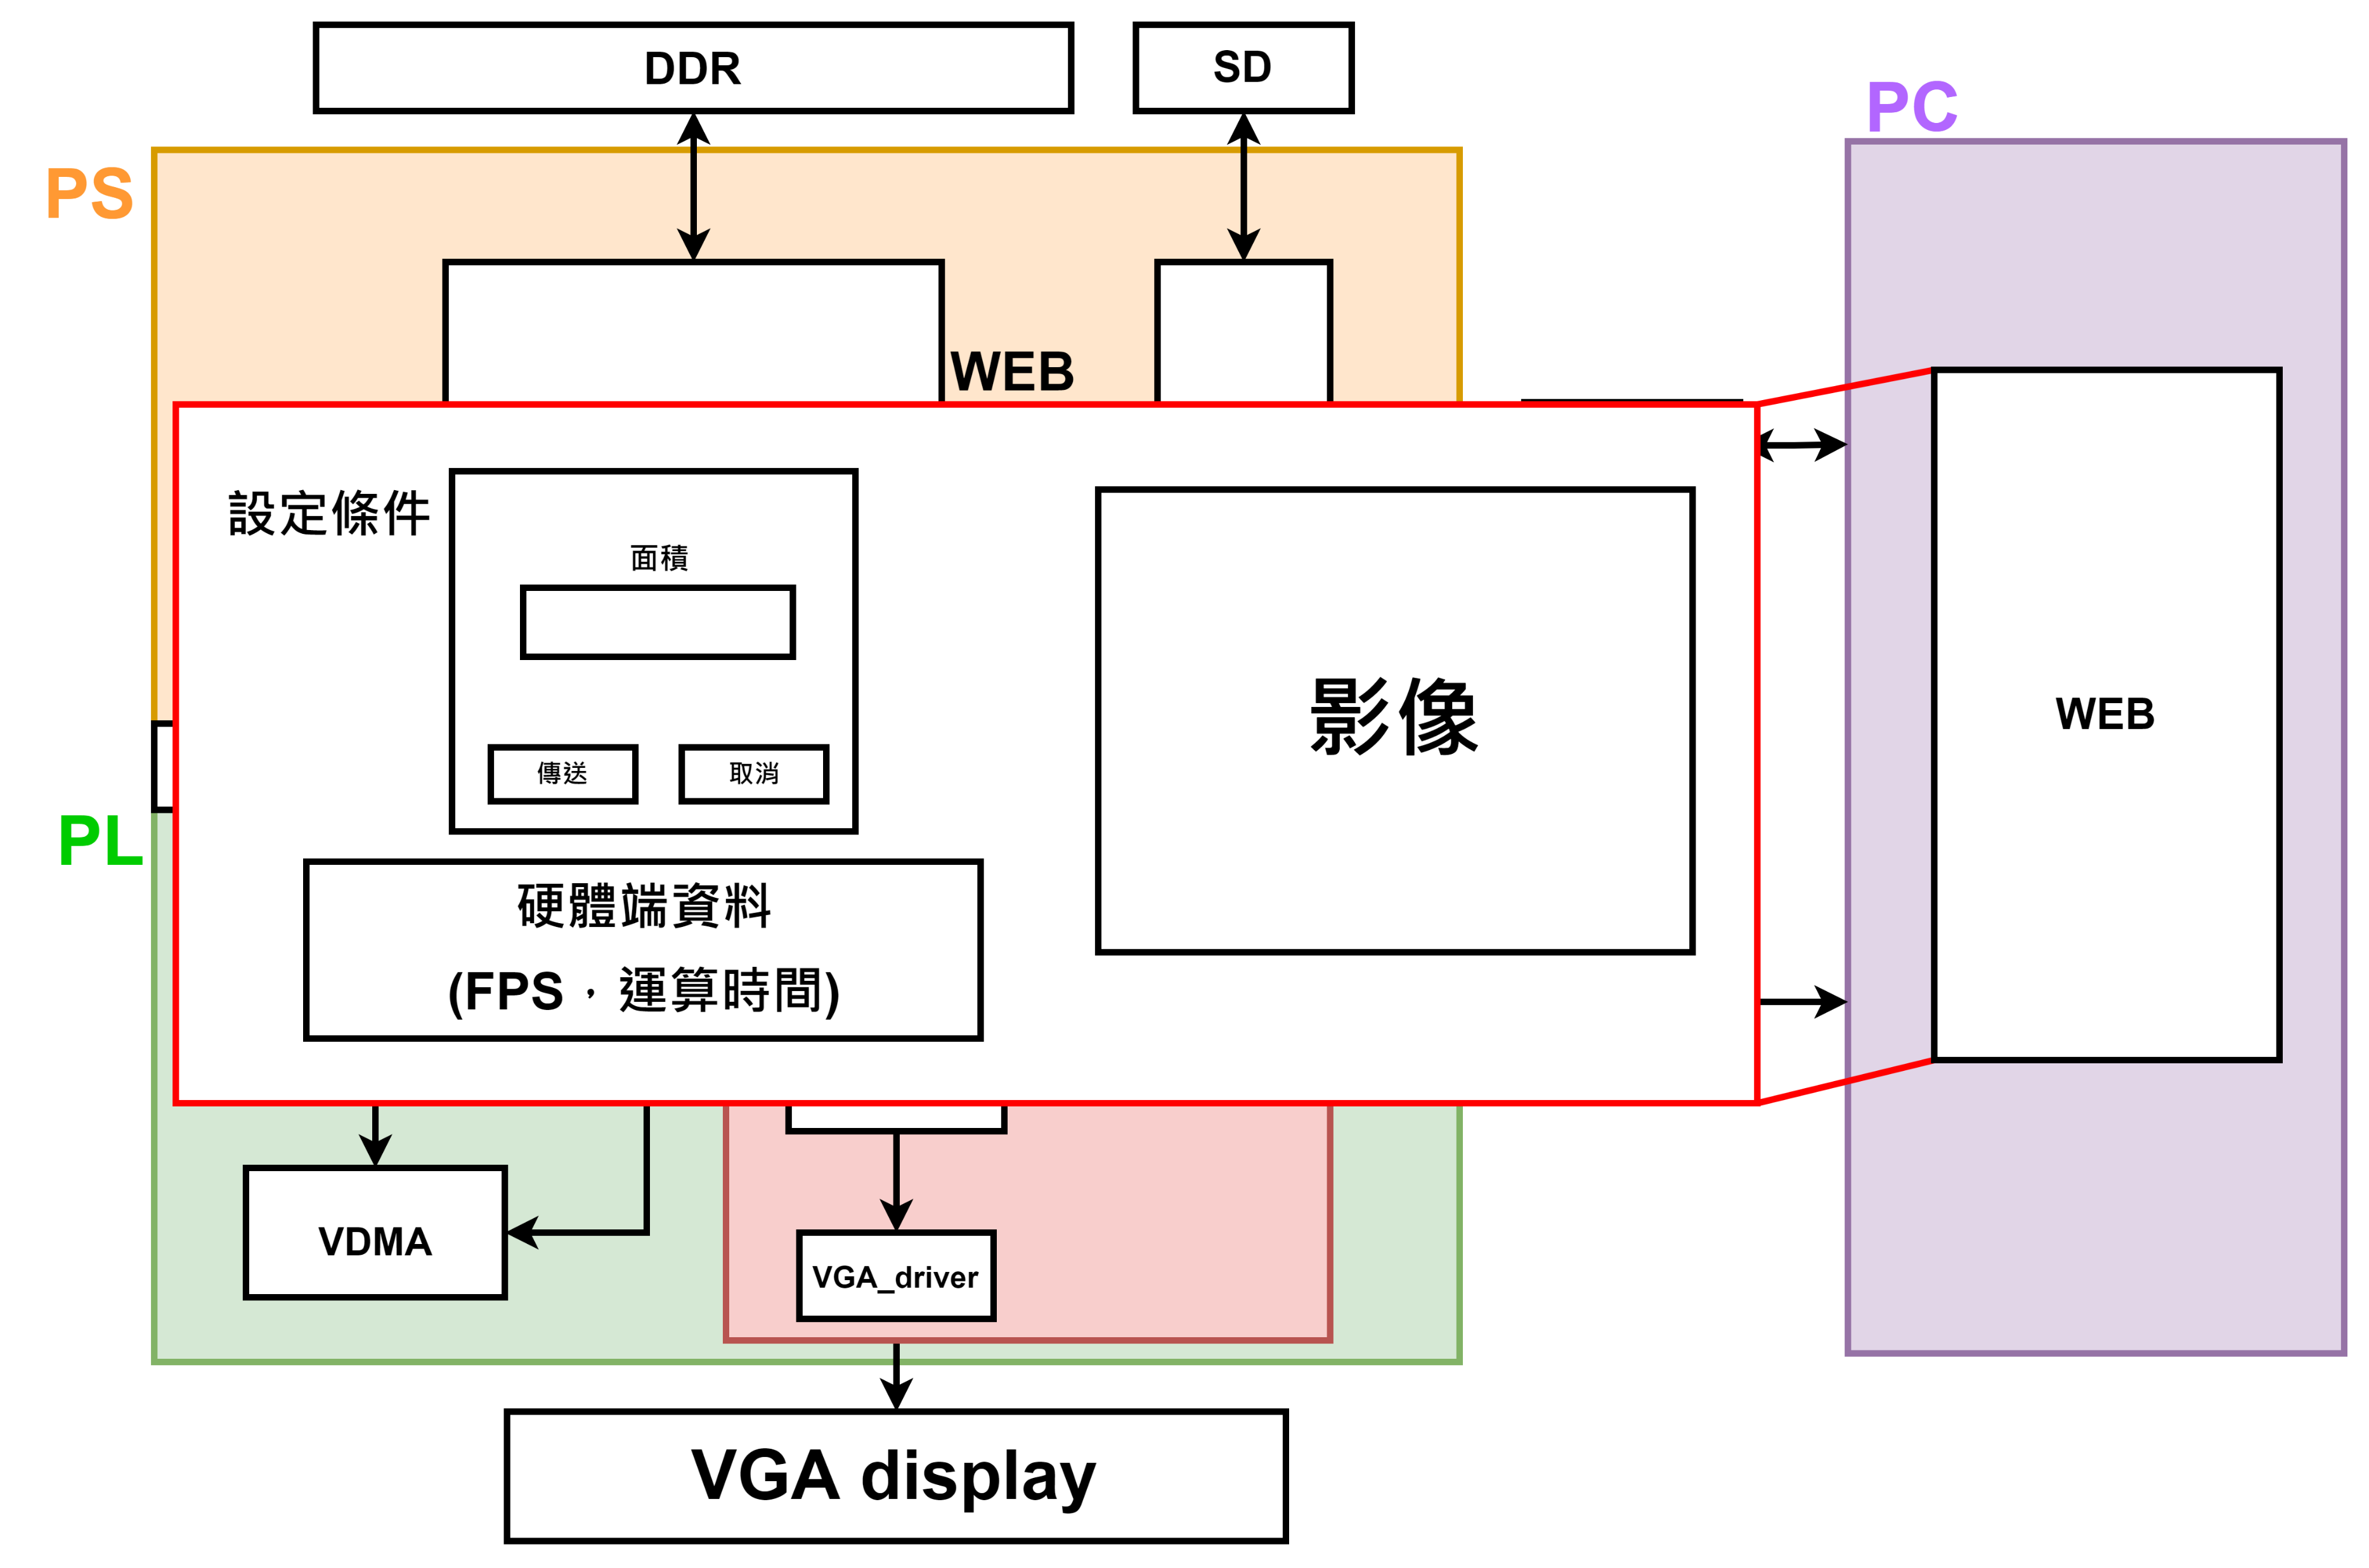 DDR
SD
PC
PS
WEB
設定條件
面積
影像
WEB
傳送
取消
PL
硬體端資料
(FPS，運算時間)
VDMA
VGA_driver
VGA display